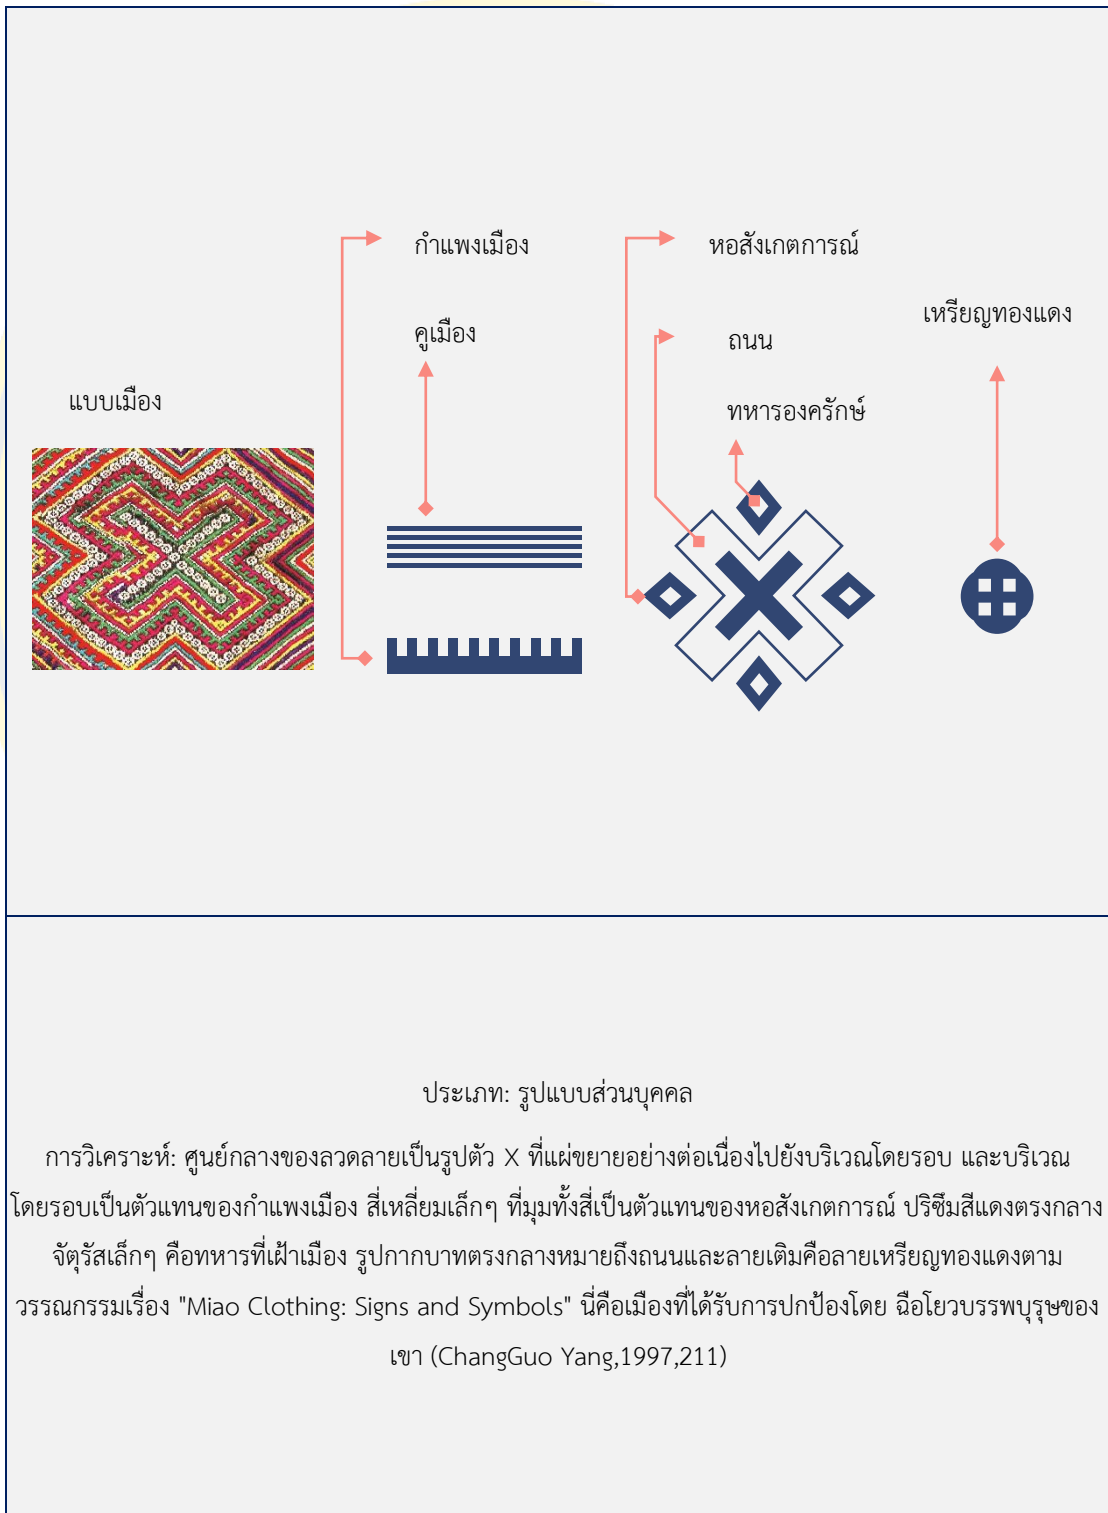 กำแพงเมือง
หอสังเกตการณ์
เหรียญทองแดง
คูเมือง
ถนน
แบบเมือง
ทหารองครักษ์
ประเภท: รูปแบบส่วนบุคคล
การวิเคราะห์: ศูนย์กลางของลวดลายเป็นรูปตัว X ที่แผ่ขยายอย่างต่อเนื่องไปยังบริเวณโดยรอบ และบริเวณ
โดยรอบเป็นตัวแทนของกำแพงเมือง สี่เหลี่ยมเล็กๆ ที่มุมทั้งสี่เป็นตัวแทนของหอสังเกตการณ์ ปริซึมสีแดงตรงกลาง
จัตุรัสเล็กๆ คือทหารที่เฝ้าเมือง รูปกากบาทตรงกลางหมายถึงถนนและลายเติมคือลายเหรียญทองแดงตาม
วรรณกรรมเรื่อง "Miao Clothing: Signs and Symbols" นี่คือเมืองที่ได้รับการปกป้องโดย ฉือโยวบรรพบุรุษของ
เขา (ChangGuo Yang,1997,211)